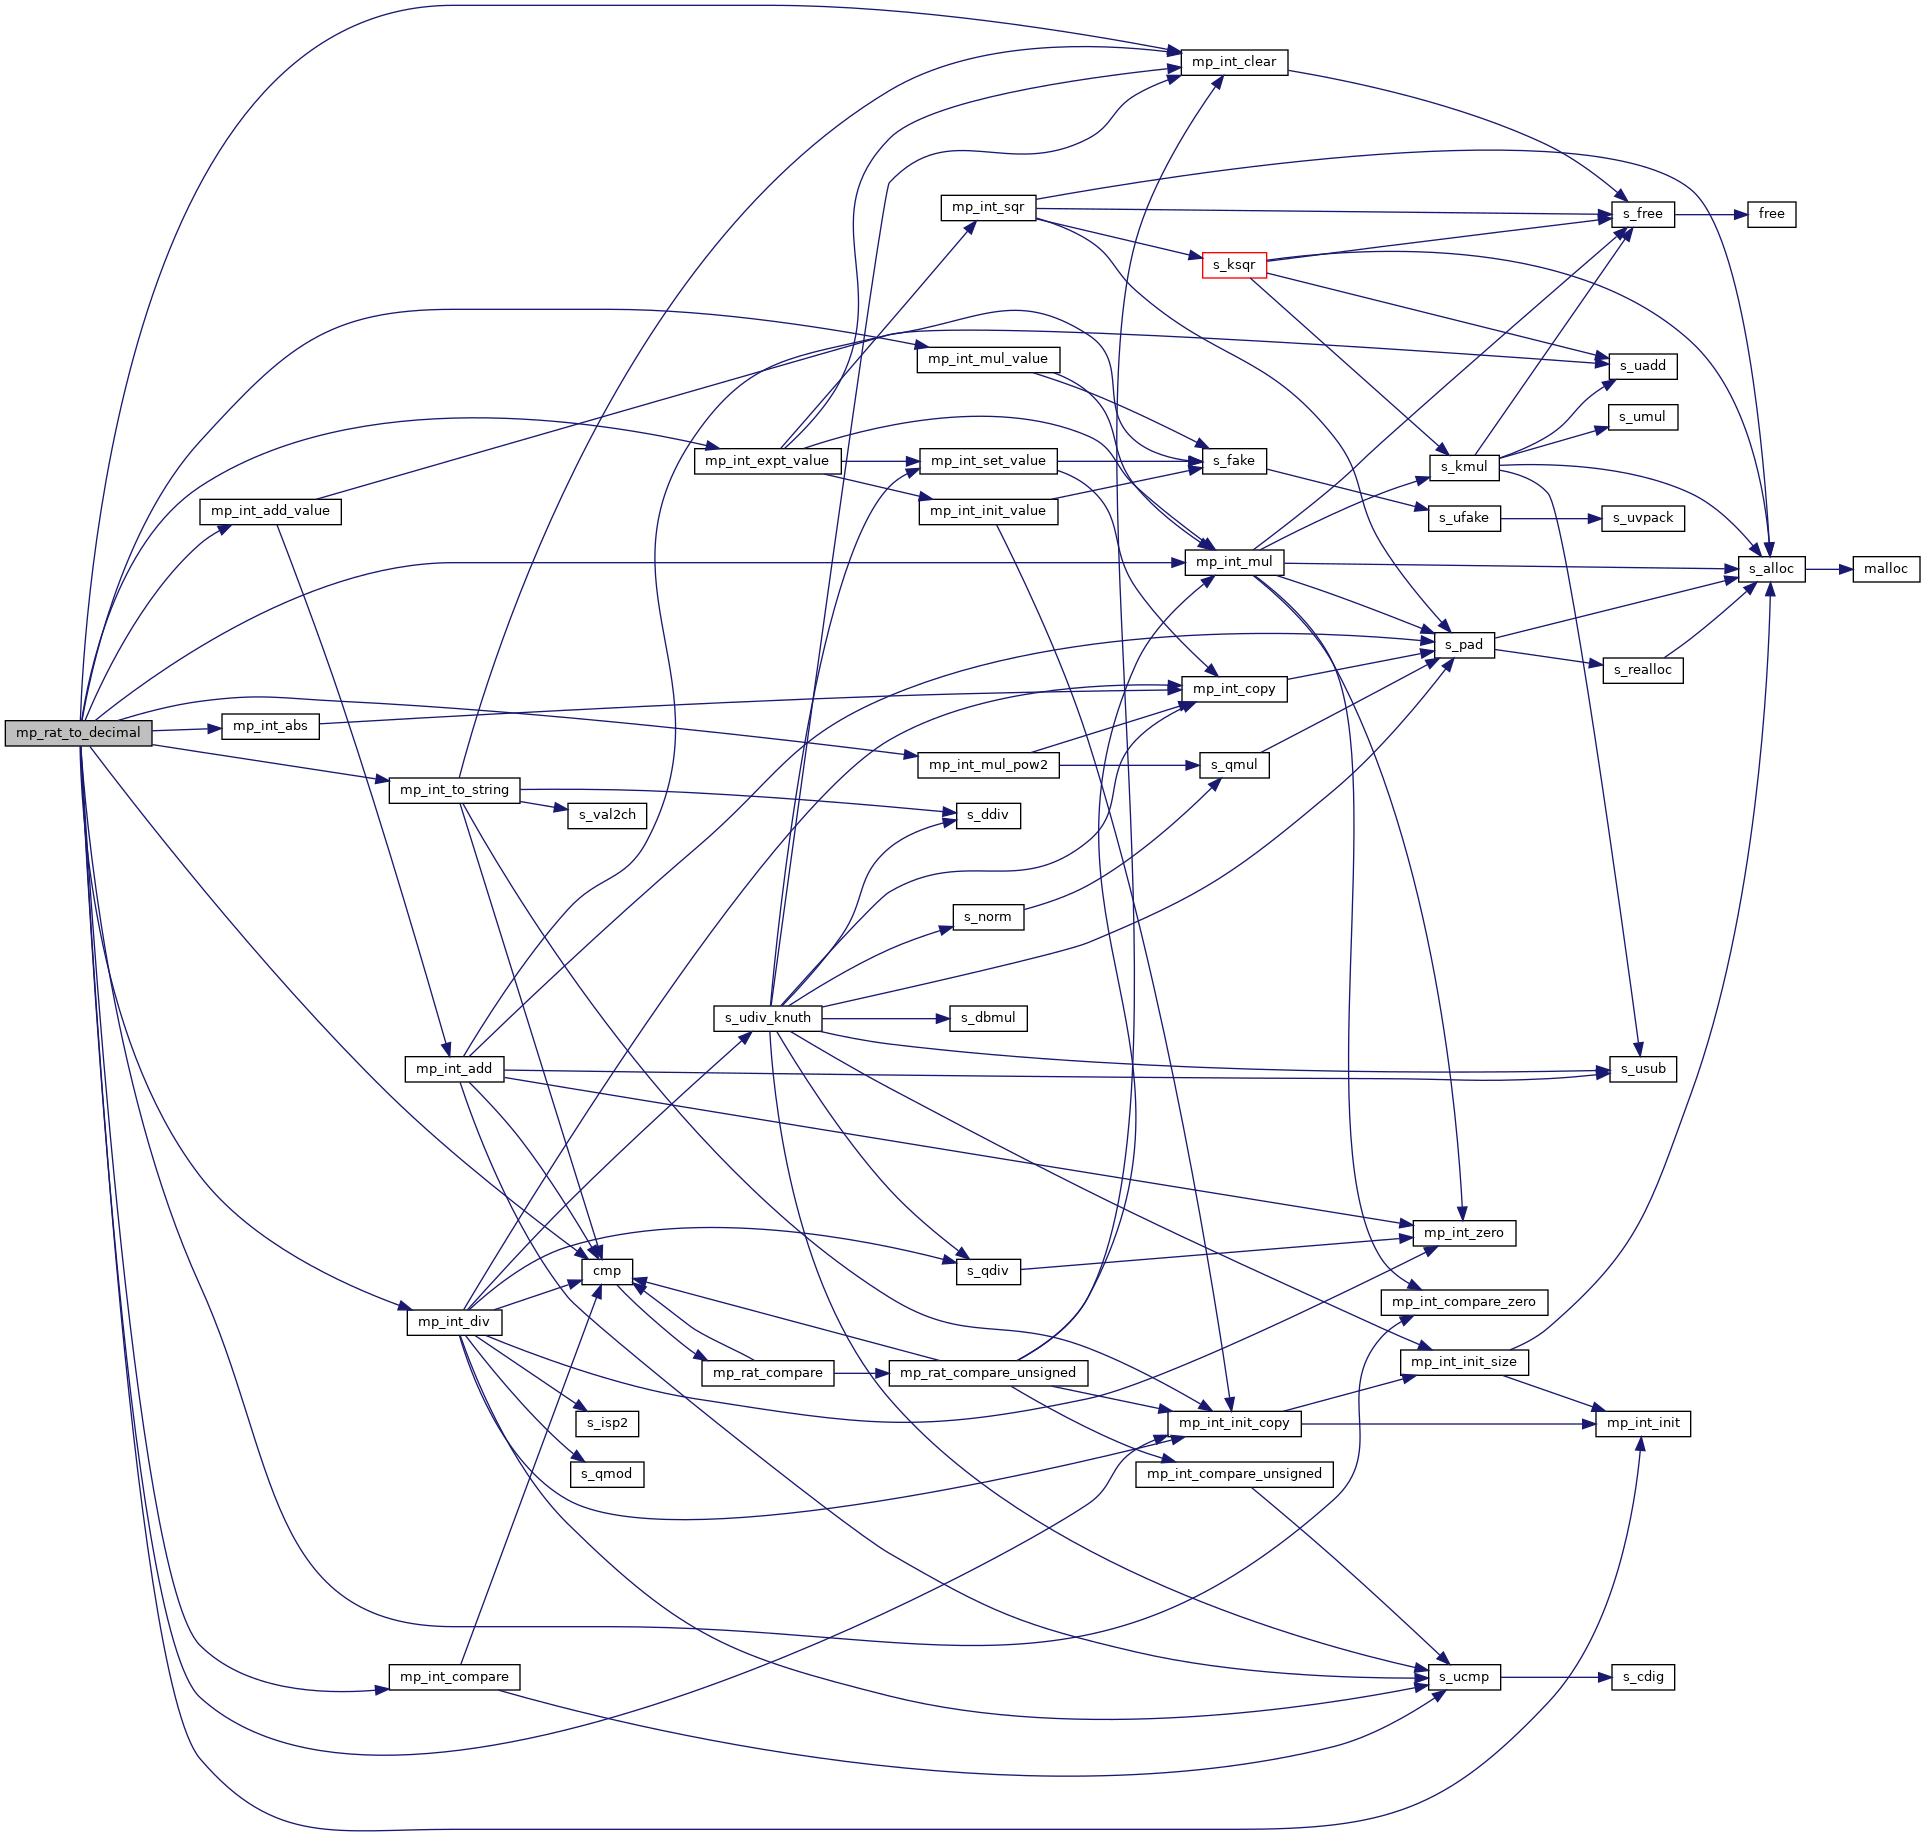 mp_int_clear
mp_int_sqr
s_free
free
s_ksqr
mp_int_mul_value
s_uadd
s_umul
mp_int_expt_value
mp_int_set_value
s_fake
s_kmul
mp_int_add_value
mp_int_init_value
s_ufake
s_uvpack
mp_int_mul
s_alloc
malloc
s_pad
s_realloc
mp_int_copy
mp_rat_to_decimal
mp_int_abs
mp_int_mul_pow2
s_qmul
mp_int_to_string
s_val2ch
s_ddiv
s_norm
s_udiv_knuth
s_dbmul
mp_int_add
s_usub
mp_int_zero
cmp
s_qdiv
mp_int_compare_zero
mp_int_div
mp_int_init_size
mp_rat_compare
mp_rat_compare_unsigned
s_isp2
mp_int_init_copy
mp_int_init
s_qmod
mp_int_compare_unsigned
mp_int_compare
s_ucmp
s_cdig